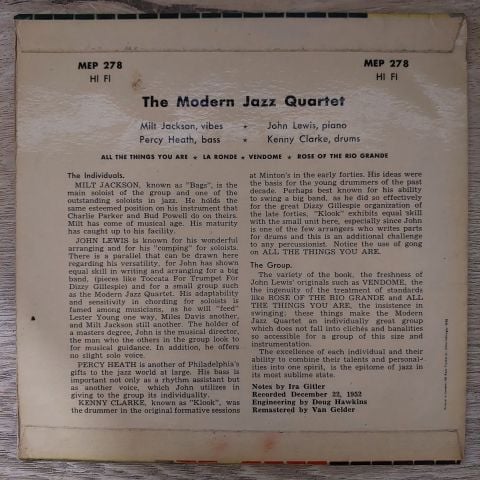 MEP 278
HI FI
MEP 278
HI FI
The Modern Jazz Quartet
Milt Jackson, vibes ★ John Lewis, piano
Percy Heath, bass ★ Kenny Clarke, drums
ALL THE THINGS YOU ARE ★ LA RONDE ★ VENDOME ★ ROSE OF THE RIO GRANDE
The Individuals.
MILT JACKSON, known as "Bags", is the
main soloist of the group and one of the
outstanding soloists in jazz. He holds the
same esteemed position on his instrument that
Charlie Parker and Bud Powell do on theirs.
Milt has come of musical age. His maturity
has caught up to his facility.
JOHN LEWIS is known for his wonderful
arranging and for his "comping" for soloists.
There is a parallel that can be drawn here
regarding his versatility, for John has shown
equal skill in writing and arranging for a big
band, (pieces like Toccata For Trumpet For
Dizzy Gillespie) and for a small group such
as the Modern Jazz Quartet. His adaptability
and sensitivity in chording for soloists is
famed among musicians, as he will "feel"
Lester Young one way, Miles Davis another,
and Milt Jackson still another. The holder of
a masters degree, John is the musical director,
the man who the others in the group look to
for musical guidance. In addition, he offers
no slight solo voice.
PERCY HEATH is another of Philadelphia's
gifts to the jazz world at large. His bass is
important not only as a rhythm assistant but
as another voice, which John utilizes in
giving to the group its individuality.
KENNY CLARKE, known as "Klook", was
the drummer in the original formative sessions
at Minton's in the early forties. His ideas were
the basis for the young drummers of the past
decade. Perhaps best known for his ability
to swing a big band, as he did so effectively
for the great Dizzy Gillespie organization of
the late forties, "Klook" exhibits equal skill
with the small unit here, especially since John
is one of the few arrangers who writes parts
for drums and this is an additional challenge
to any percussionist. Notice the use of gong
on ALL THE THINGS YOU ARE.
The Group.
The variety of the book, the freshness of
John Lewis' originals such as VENDOME, the
the ingenuity of the treatment of standards
like ROSE OF THE RIO GRANDE and ALL
THE THINGS YOU ARE, the insistence in
swinging; these things make the Modern
Jazz Quartet an individually great group
which does not fall into clichés and banalities
so accessible for a group of this size and
instrumentation.
The excellence of each individual and their
ability to combine their talents and personal-
ities into one spirit, is the epitome of jazz in
its most sublime state.
Notes by Ira Gitler
Recorded December 22, 1952
Engineering by Doug Hawkins
Remastered by Van Gelder